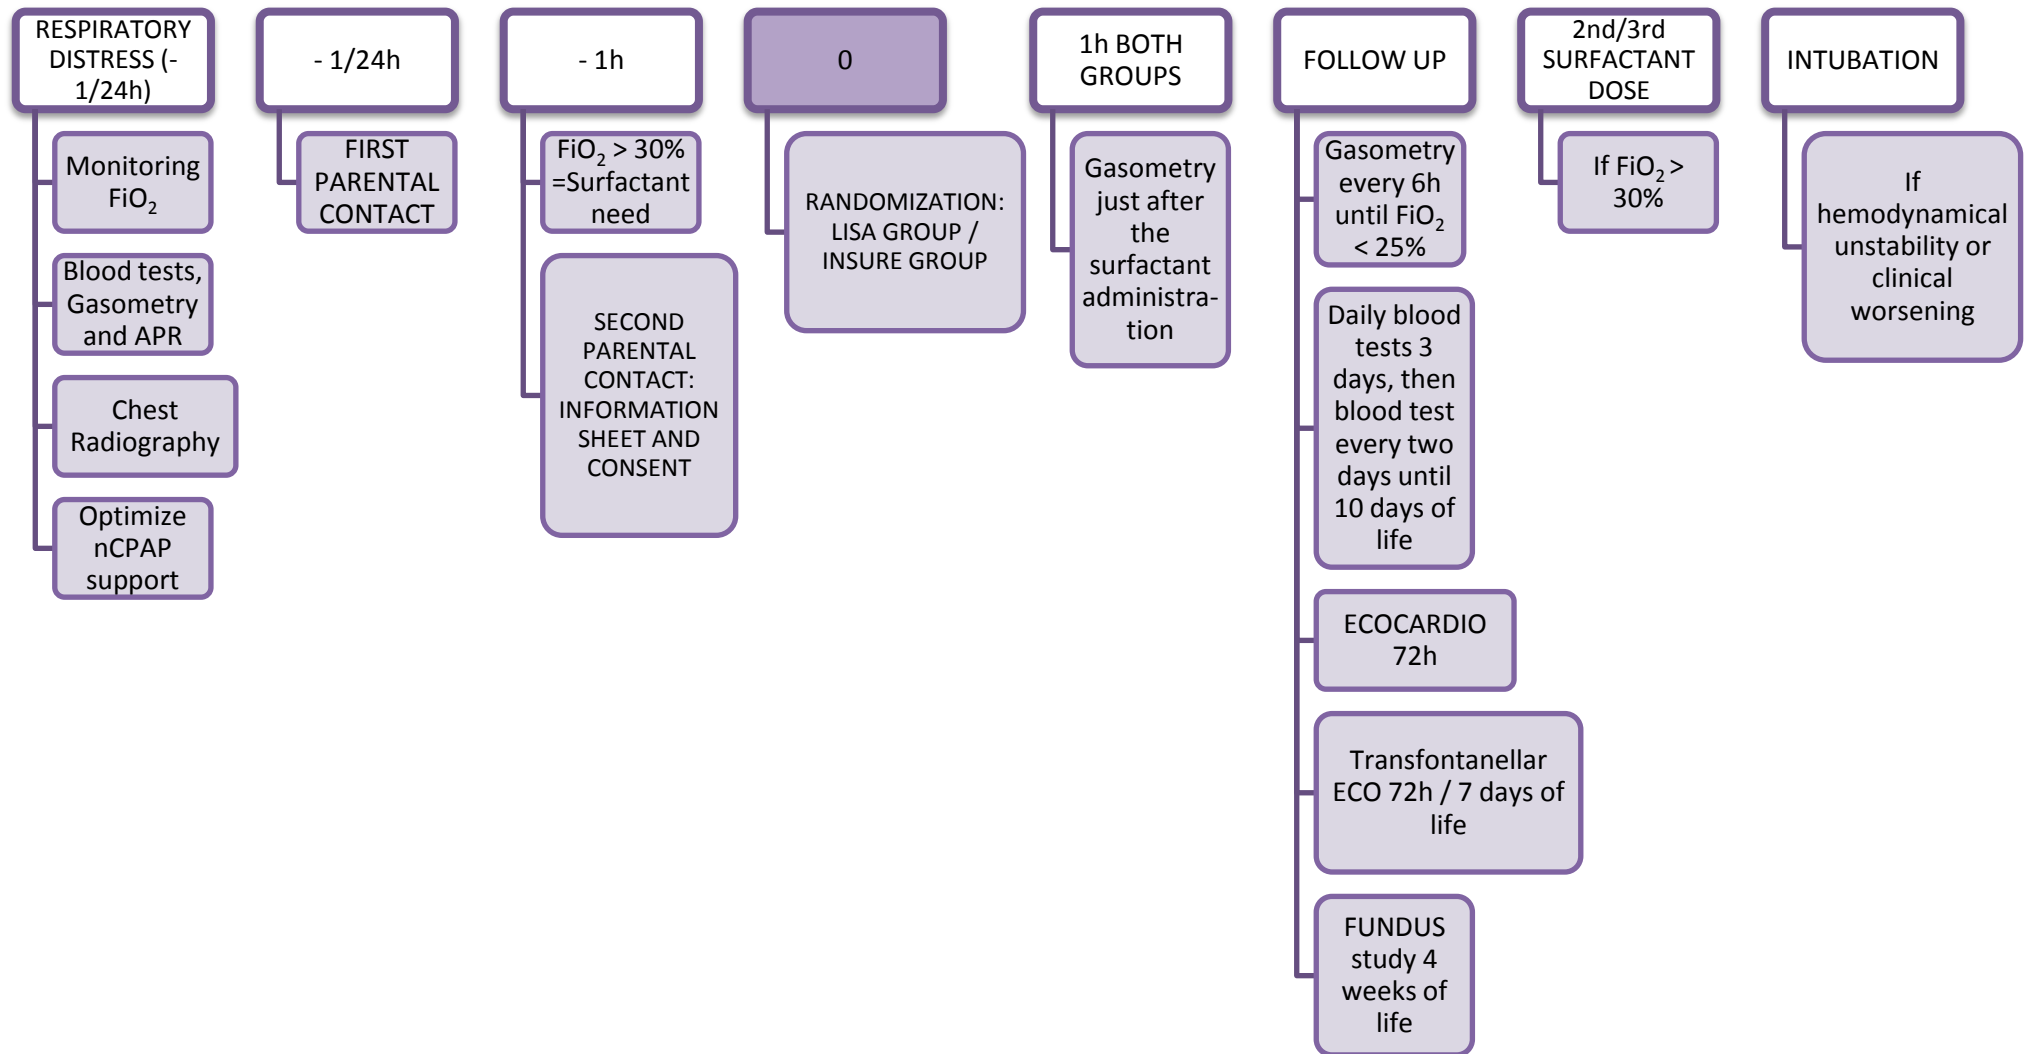 RESPIRATORY
DISTRESS (-
1/24h)
Monitoring
FiO₂
Blood tests,
Gasometry
and APR
Chest
Radiography
Optimize
nCPAP
support
- 1/24h
FIRST
PARENTAL
CONTACT
- 1h
FiO₂ > 30%
=Surfactant
need
SECOND
PARENTAL
CONTACT:
INFORMATION
SHEET AND
CONSENT
0
RANDOMIZATION:
LISA GROUP /
INSURE GROUP
1h BOTH
GROUPS
Gasometry
just after
the
surfactant
administra-
tion
FOLLOW UP
Gasometry
every 6h
until FiO₂
< 25%
Daily blood
tests 3
days, then
blood test
every two
days until
10 days of
life
ECOCARDIO
72h
Transfontanellar
ECO 72h / 7 days of
life
FUNDUS
study 4
weeks of
life
2nd/3rd
SURFACTANT
DOSE
If FiO₂ >
30%
INTUBATION
If
hemodynamical
unstability or
clinical
worsening